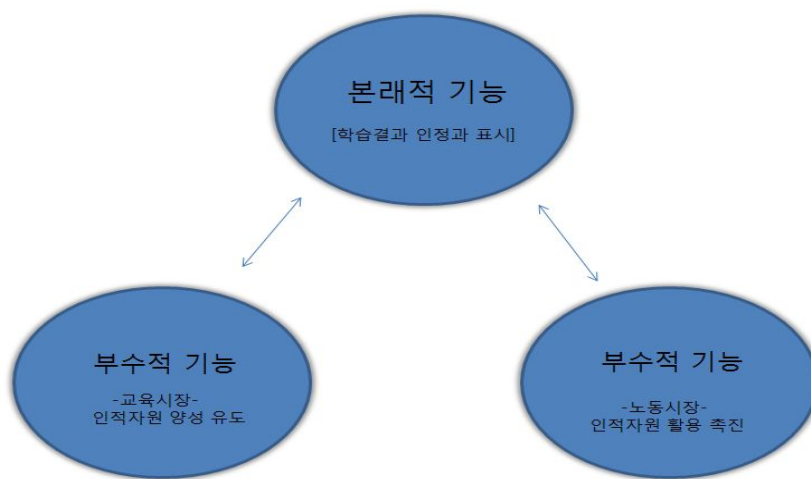 본래적 기능
[학습결과 인정과 표시]
부수적 기능
-교육시장-
인적자원 양성 유도
부수적 기능
-노동시장-
인적자원 활용 촉진